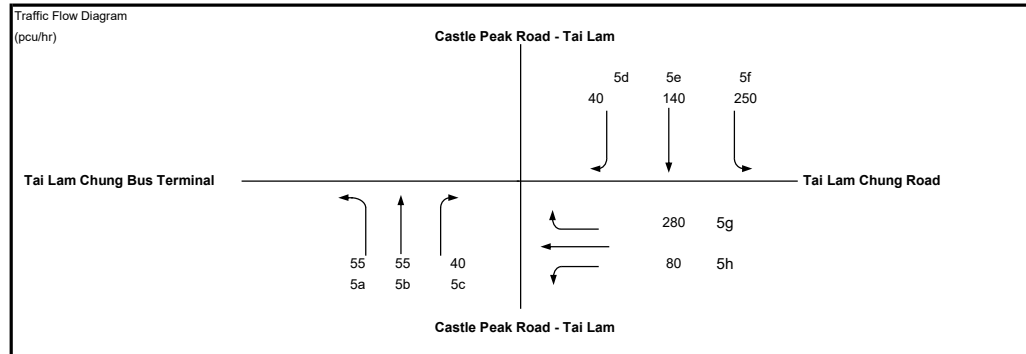 Traffic Flow Diagram
(pcu/hr)
Castle Peak Road - Tai Lam
5d 5e 5f
40 140 250
Tai Lam Chung Bus Terminal
Tai Lam Chung Road
280 5g
55 55 40
80 5h
5a 5b 5c
Castle Peak Road - Tai Lam